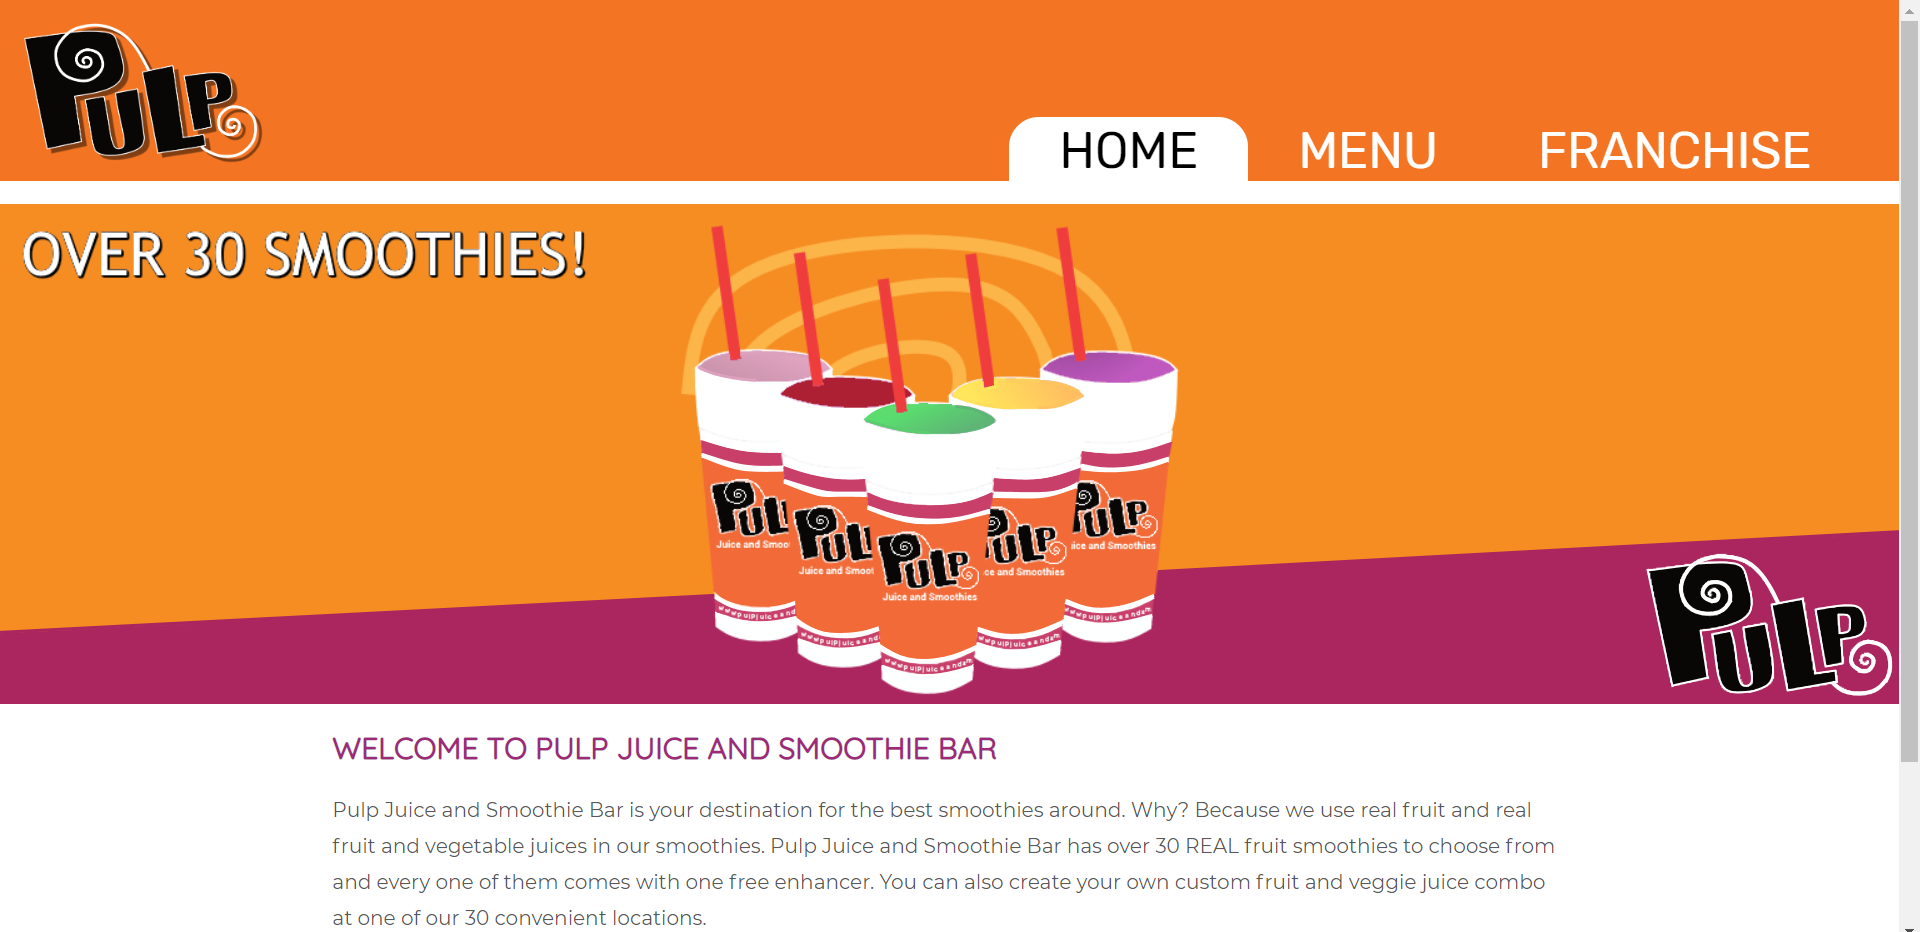 PULP
HOME MENU FRANCHISE
OVER 30 SMOOTHIES!
PULP
Juice and Smoo
PULP
Juice and Smoot
PULP
Juice and Smoothies
PULP
ce and Smoothies
PULP
ice and Smoothies
PULP
WELCOME TO PULP JUICE AND SMOOTHIE BAR
Pulp Juice and Smoothie Bar is your destination for the best smoothies around. Why? Because we use real fruit and real
fruit and vegetable juices in our smoothies. Pulp Juice and Smoothie Bar has over 30 REAL fruit smoothies to choose from
and every one of them comes with one free enhancer. You can also create your own custom fruit and veggie juice combo
at one of our 30 convenient locations.